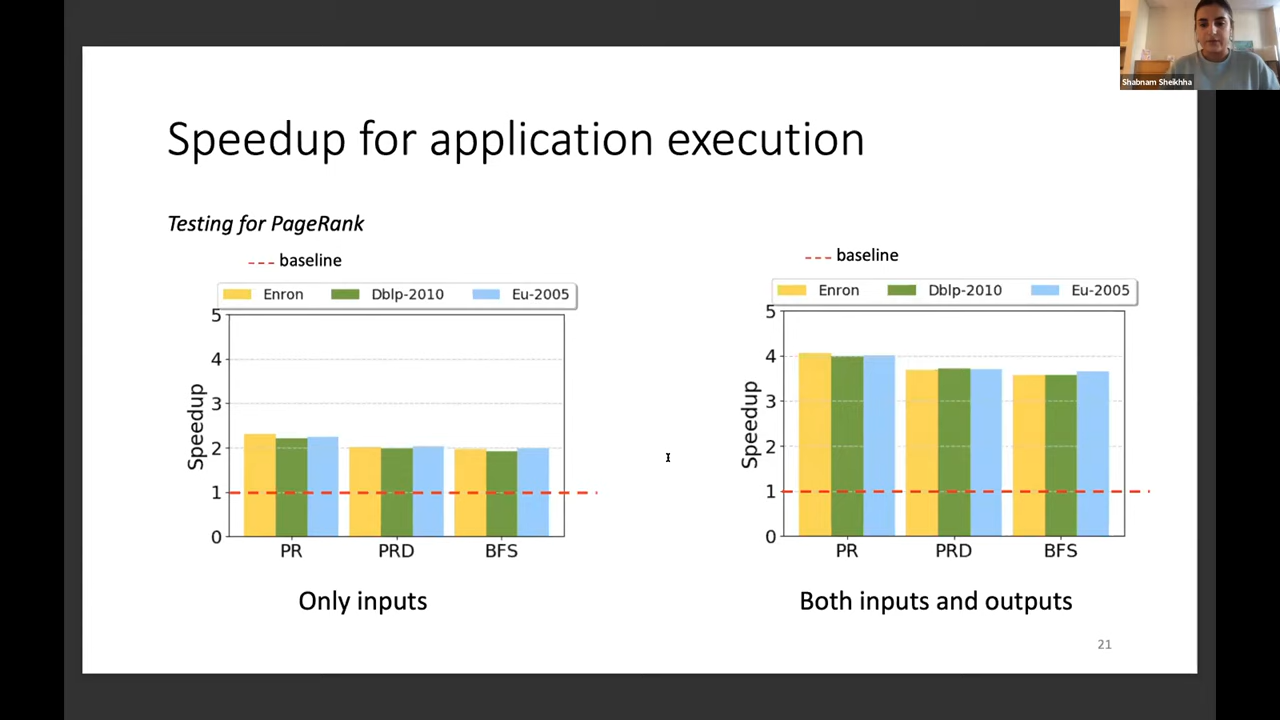 Shabnam Sheikhha
Speedup for application execution
Testing for PageRank
baseline
Enron Dblp-2010 Eu-2005
5
4
3
2
1
0
Speedup
PR PRD BFS
Only inputs
baseline
Enron Dblp-2010 Eu-2005
5
4
3
2
1
0
Speedup
PR PRD BFS
Both inputs and outputs
21